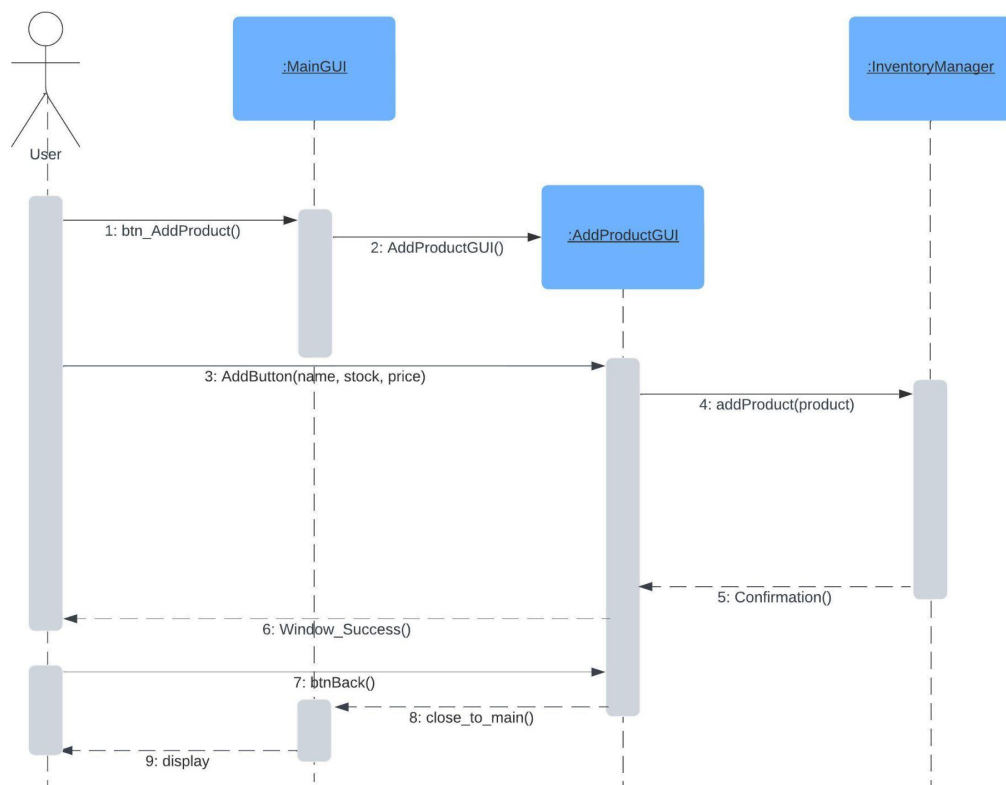 :MainGUI
:InventoryManager
User
:AddProductGUI
1: btn_AddProduct()
2: AddProductGUI()
3: AddButton(name, stock, price)
4: addProduct(product)
5: Confirmation()
6: Window_Success()
7: btnBack()
8: close_to_main()
9: display